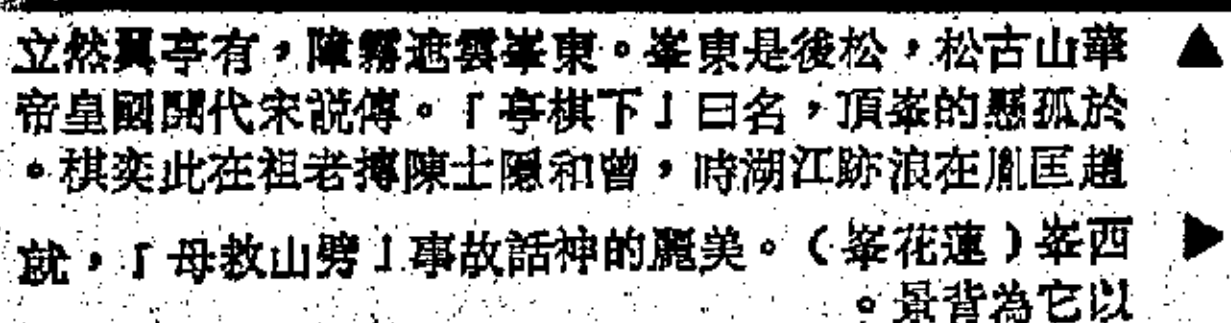 ▲華山古松，松後是東峯。東峯雲遮霧障，有亭翼然立
於孤懸的峯頂，名曰「下棋亭」。傳說宋代開國皇帝
趙匡胤在浪跡江湖時，曾和隱士陳摶老祖在此奕棋。
▶西峯（蓮花峯）。美麗的神話故事「劈山救母」，就
以它為背景。